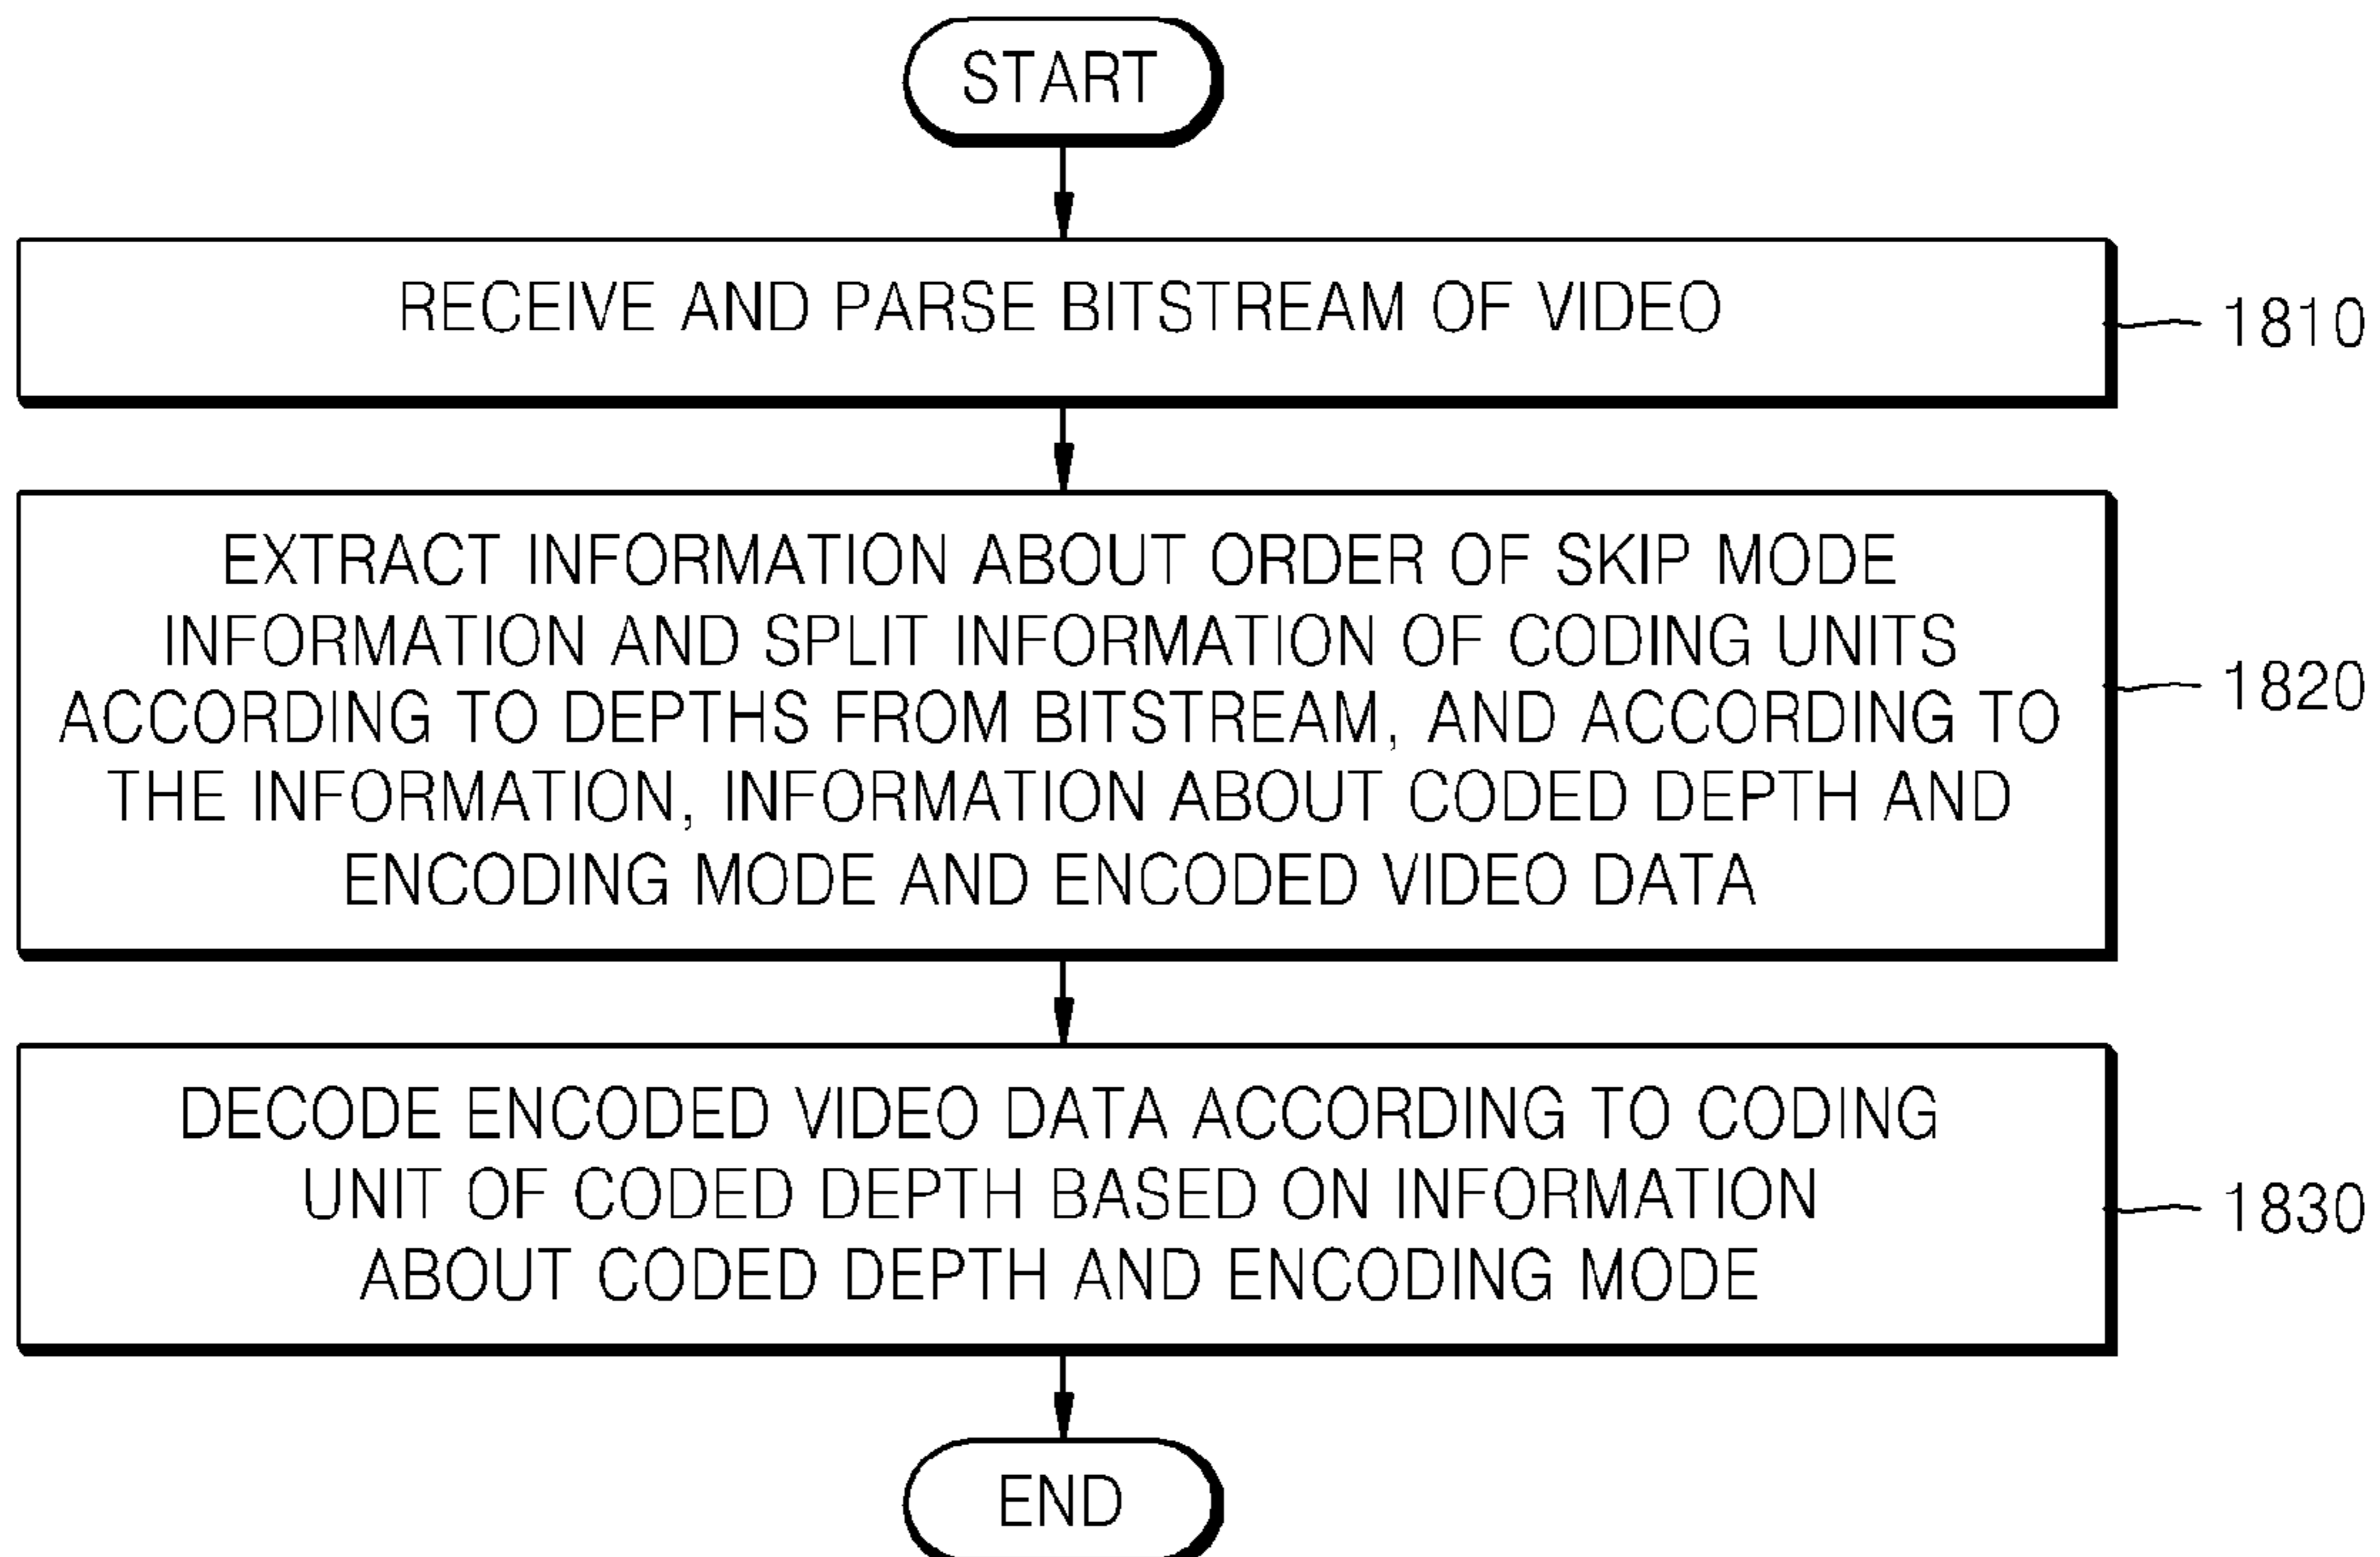 START
RECEIVE AND PARSE BITSTREAM OF VIDEO
1810
EXTRACT INFORMATION ABOUT ORDER OF SKIP MODE
INFORMATION AND SPLIT INFORMATION OF CODING UNITS
ACCORDING TO DEPTHS FROM BITSTREAM, AND ACCORDING TO
THE INFORMATION, INFORMATION ABOUT CODED DEPTH AND
ENCODING MODE AND ENCODED VIDEO DATA
1820
DECODE ENCODED VIDEO DATA ACCORDING TO CODING
UNIT OF CODED DEPTH BASED ON INFORMATION
ABOUT CODED DEPTH AND ENCODING MODE
1830
END